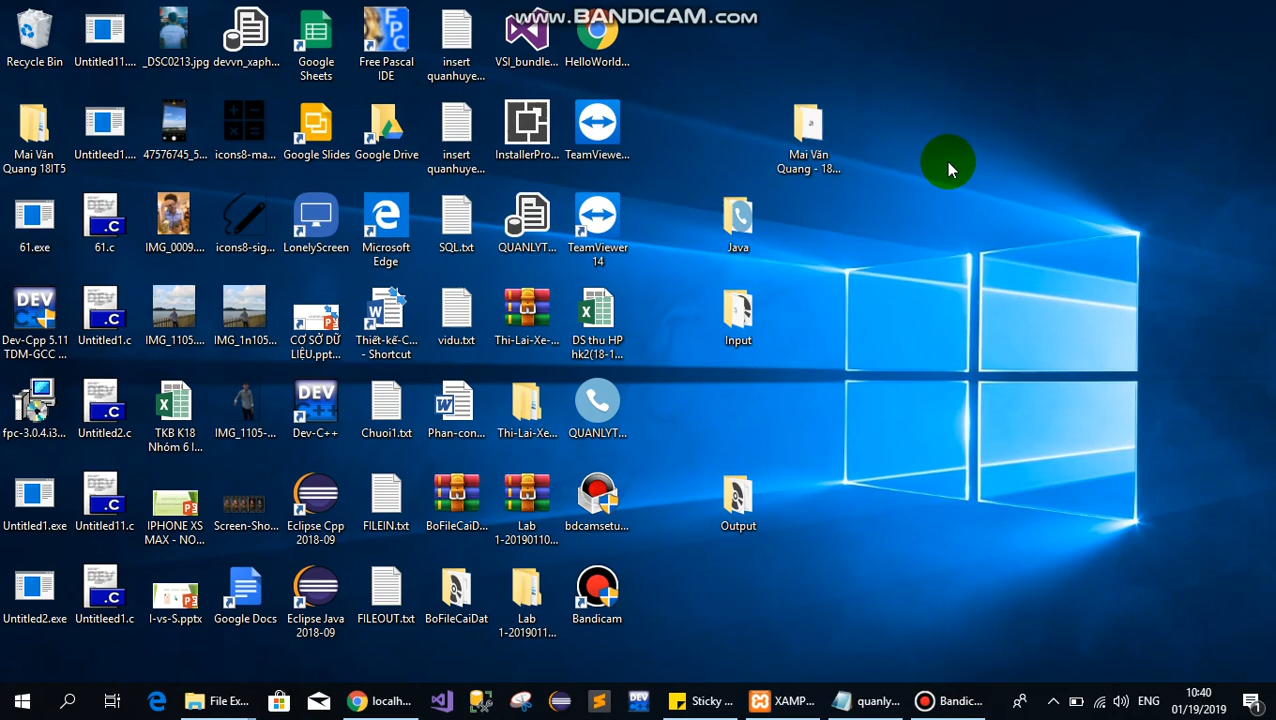 www.BANDICAM.com
Recycle Bin
Untitled11....
_DSC0213.jpg
devvn_xaph...
Google
Sheets
Free Pascal
IDE
insert
quanhuye...
VSI_bundle...
HelloWorld...
Mai Văn
Quang 18IT5
Untitleed1....
47576745_5...
icons8-ma...
Google Slides
Google Drive
insert
quanhuye...
InstallerPro...
TeamViewe...
Mai Văn
Quang - 18...
61.exe
61.c
IMG_0009....
icons8-sig...
LonelyScreen
Microsoft
Edge
SQL.txt
QUANLYT...
TeamViewer
14
Java
Dev-Cpp 5.11
TDM-GCC ...
Untitled1.c
IMG_1105....
IMG_1n105...
CƠ SỞ DỮ
LIỆU.ppt...
Thiết-kế-C...
- Shortcut
vidu.txt
Thi-Lai-Xe-...
DS thu HP
hk2(18-1...
Input
fpc-3.0.4.i3...
Untitled2.c
TKB K18
Nhóm 6 l...
IMG_1105-...
Dev-C++
Chuoi1.txt
Phan-con...
Thi-Lai-Xe...
QUANLYT...
Untitled1.exe
Untitled11.c
IPHONE XS
MAX - NO...
Screen-Sho...
Eclipse Cpp
2018-09
FILEIN.txt
BoFileCaiD...
Lab
1-20190110...
bdcamsetu...
Output
Untitled2.exe
Untitleed1.c
I-vs-S.pptx
Google Docs
Eclipse Java
2018-09
FILEOUT.txt
BoFileCaiDat
Lab
1-2019011...
Bandicam
File Ex...
localh...
Sticky ...
XAMP...
quanly...
Bandic...
ENG
01/19/2019